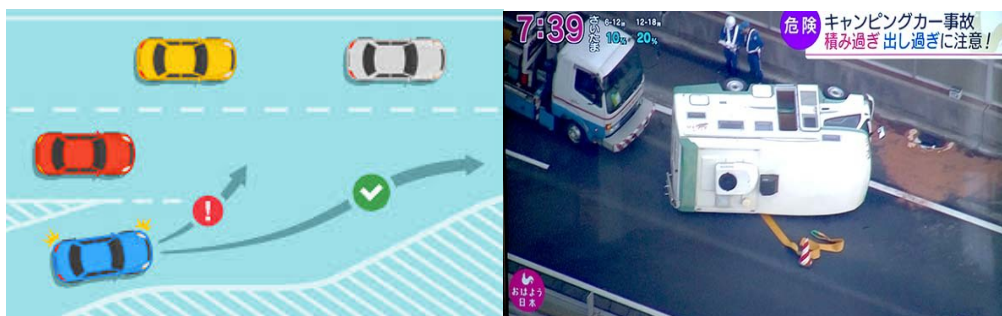 !
7:39
さいたま
6-12時
12-18時
10%
20%
危険
キャンピングカー事故
積み過ぎ 出し過ぎに注意!
おはよう
日本